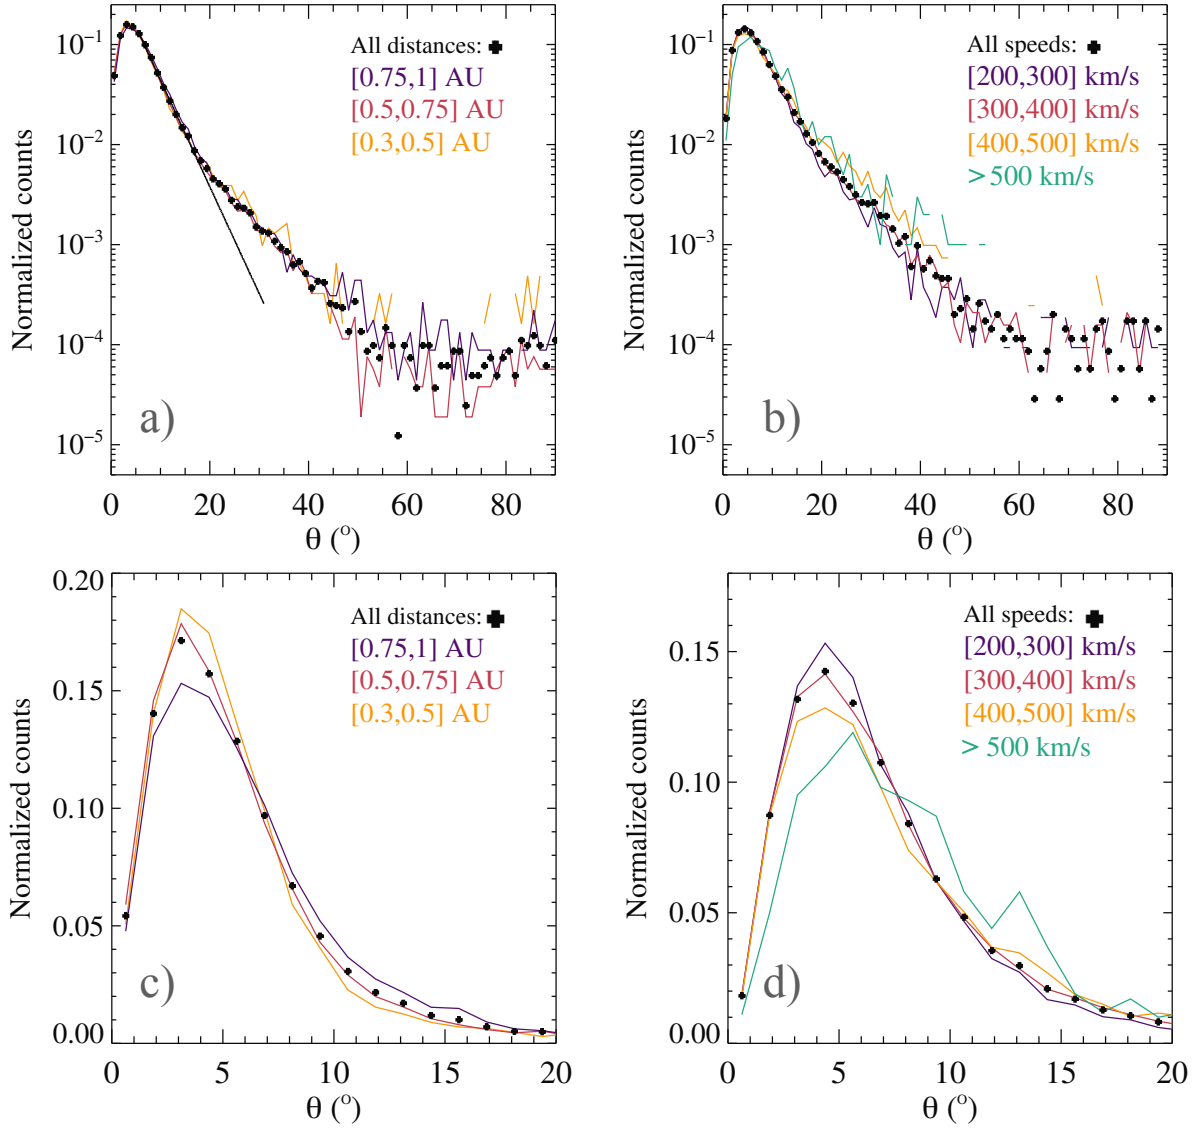 10⁻¹
10⁻²
10⁻³
10⁻⁴
10⁻⁵
Normalized counts
All distances:
[0.75,1] AU
[0.5,0.75] AU
[0.3,0.5] AU
a)
0 20 40 60 80
θ (°)
10⁻¹
10⁻²
10⁻³
10⁻⁴
10⁻⁵
Normalized counts
All speeds:
[200,300] km/s
[300,400] km/s
[400,500] km/s
> 500 km/s
b)
0 20 40 60 80
θ (°)
0.20
0.15
0.10
0.05
0.00
Normalized counts
All distances:
[0.75,1] AU
[0.5,0.75] AU
[0.3,0.5] AU
c)
0 5 10 15 20
θ (°)
0.15
0.10
0.05
0.00
Normalized counts
All speeds:
[200,300] km/s
[300,400] km/s
[400,500] km/s
> 500 km/s
d)
0 5 10 15 20
θ (°)